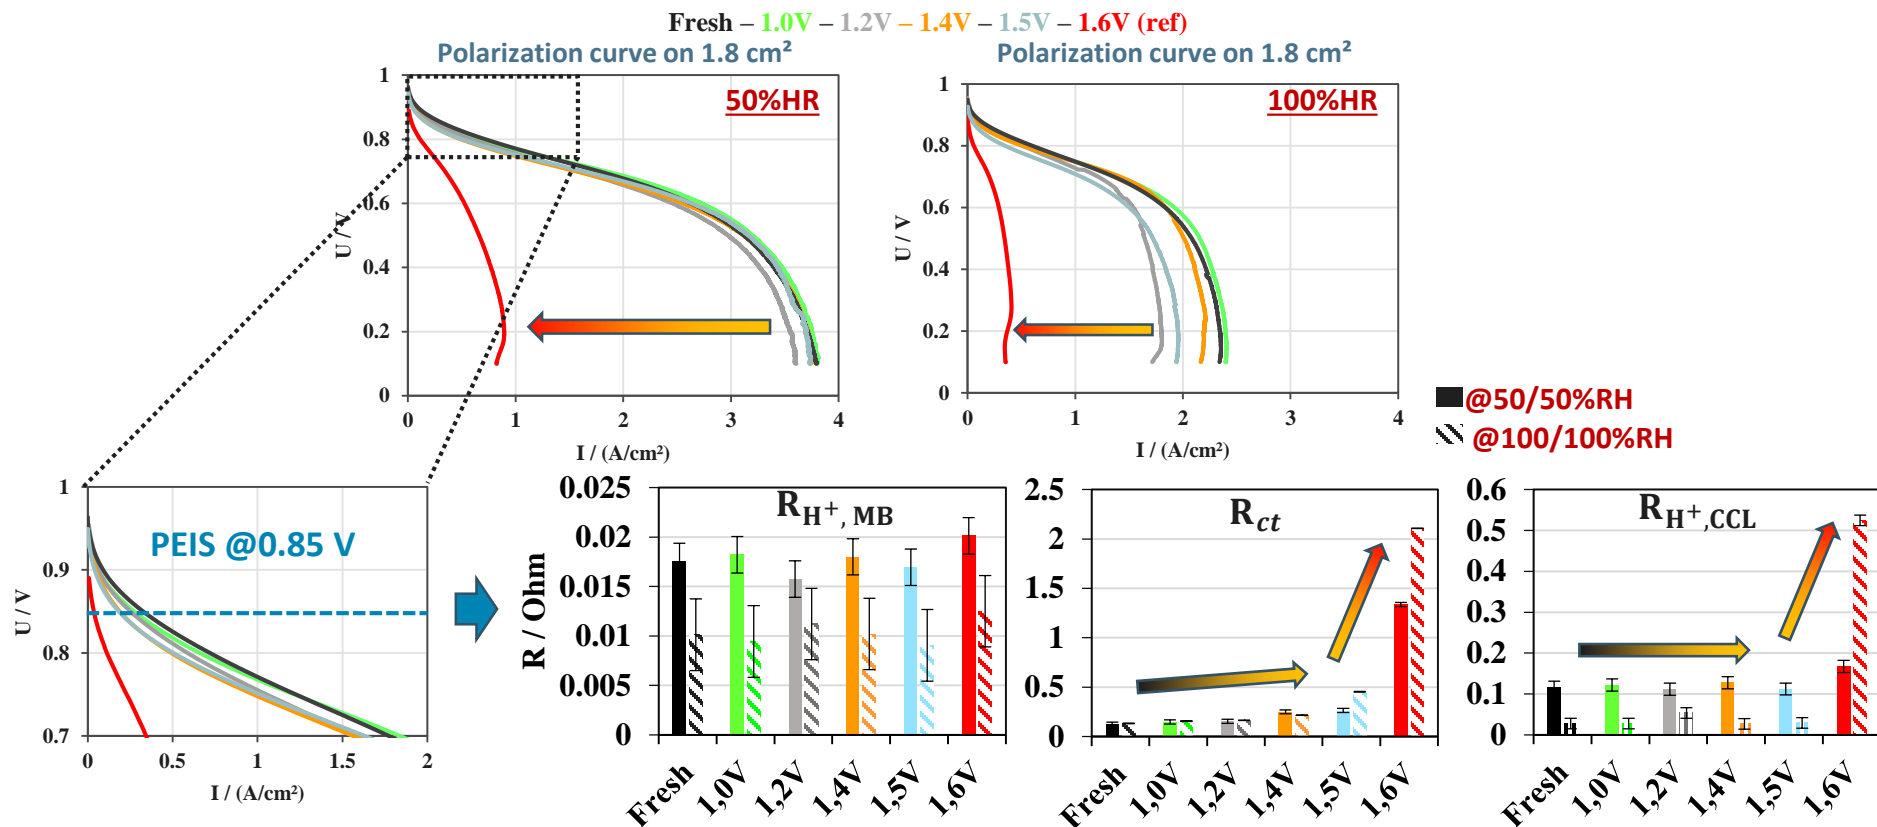 Fresh – 1.0V – 1.2V – 1.4V – 1.5V – 1.6V (ref)
Polarization curve on 1.8 cm²
Polarization curve on 1.8 cm²
50%HR
100%HR
1
0.8
0.6
0.4
0.2
0
U / V
0 1 2 3 4
I / (A/cm²)
1
0.8
0.6
0.4
0.2
0
U / V
0 1 2 3 4
I / (A/cm²)
@50/50%RH
@100/100%RH
PEIS @0.85 V
1
0.9
0.8
0.7
U / V
0 0.5 1 1.5 2
I / (A/cm²)
R_H⁺, MB
0.025
0.02
0.015
0.01
0.005
0
R / Ohm
Fresh 1,0V 1,2V 1,4V 1,5V 1,6V
R_ct
2.5
2
1.5
1
0.5
0
Fresh 1,0V 1,2V 1,4V 1,5V 1,6V
R_H⁺,CCL
0.6
0.5
0.4
0.3
0.2
0.1
0
Fresh 1,0V 1,2V 1,4V 1,5V 1,6V